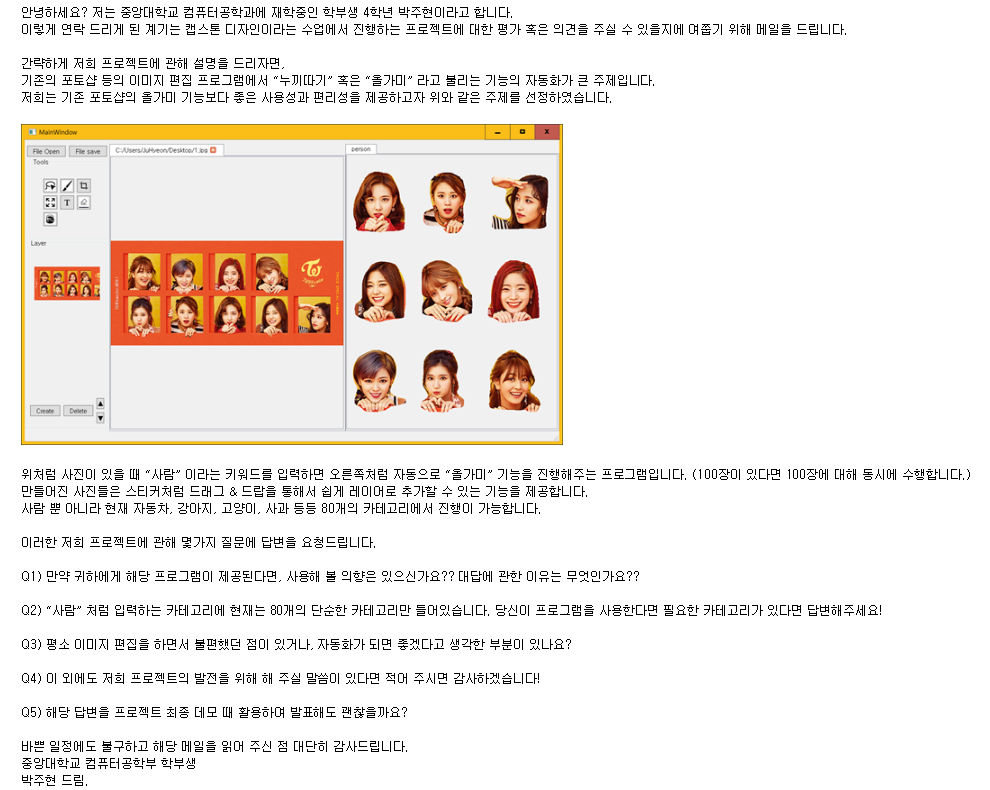 안녕하세요? 저는 중앙대학교 컴퓨터공학과에 재학중인 학부생 4학년 박주현이라고 합니다.
이렇게 연락 드리게 된 계기는 캡스톤 디자인이라는 수업에서 진행하는 프로젝트에 대한 평가 혹은 의견을 주실 수 있을지에 여쭙기 위해 메일을 드립니다.
간략하게 저희 프로젝트에 관해 설명을 드리자면,
기존의 포토샵 등의 이미지 편집 프로그램에서 “누끼따기” 혹은 “올가미” 라고 불리는 기능의 자동화가 큰 주제입니다.
저희는 기존 포토샵의 올가미 기능보다 좋은 사용성과 편리성을 제공하고자 위와 같은 주제를 선정하였습니다.
MainWindow
File Open File save
C:/Users/JuHyeon/Desktop/1.jpg
person
Tools
T
Layer
Create Delete
위처럼 사진이 있을 때 “사람” 이라는 키워드를 입력하면 오른쪽처럼 자동으로 “올가미” 기능을 진행해주는 프로그램입니다. (100장이 있다면 100장에 대해 동시에 수행합니다.)
만들어진 사진들은 스티커처럼 드래그 & 드랍을 통해서 쉽게 레이어로 추가할 수 있는 기능을 제공합니다.
사람 뿐 아니라 현재 자동차, 강아지, 고양이, 사과 등등 80개의 카테고리에서 진행이 가능합니다.
이러한 저희 프로젝트에 관해 몇가지 질문에 답변을 요청드립니다.
Q1) 만약 귀하에게 해당 프로그램이 제공된다면, 사용해 볼 의향은 있으신가요?? 대답에 관한 이유는 무엇인가요??
Q2) “사람” 처럼 입력하는 카테고리에 현재는 80개의 단순한 카테고리만 들어있습니다. 당신이 프로그램을 사용한다면 필요한 카테고리가 있다면 답변해주세요!
Q3) 평소 이미지 편집을 하면서 불편했던 점이 있거나, 자동화가 되면 좋겠다고 생각한 부분이 있나요?
Q4) 이 외에도 저희 프로젝트의 발전을 위해 해 주실 말씀이 있다면 적어 주시면 감사하겠습니다!
Q5) 해당 답변을 프로젝트 최종 데모 때 활용하여 발표해도 괜찮을까요?
바쁜 일정에도 불구하고 해당 메일을 읽어 주신 점 대단히 감사드립니다.
중앙대학교 컴퓨터공학부 학부생
박주현 드림.